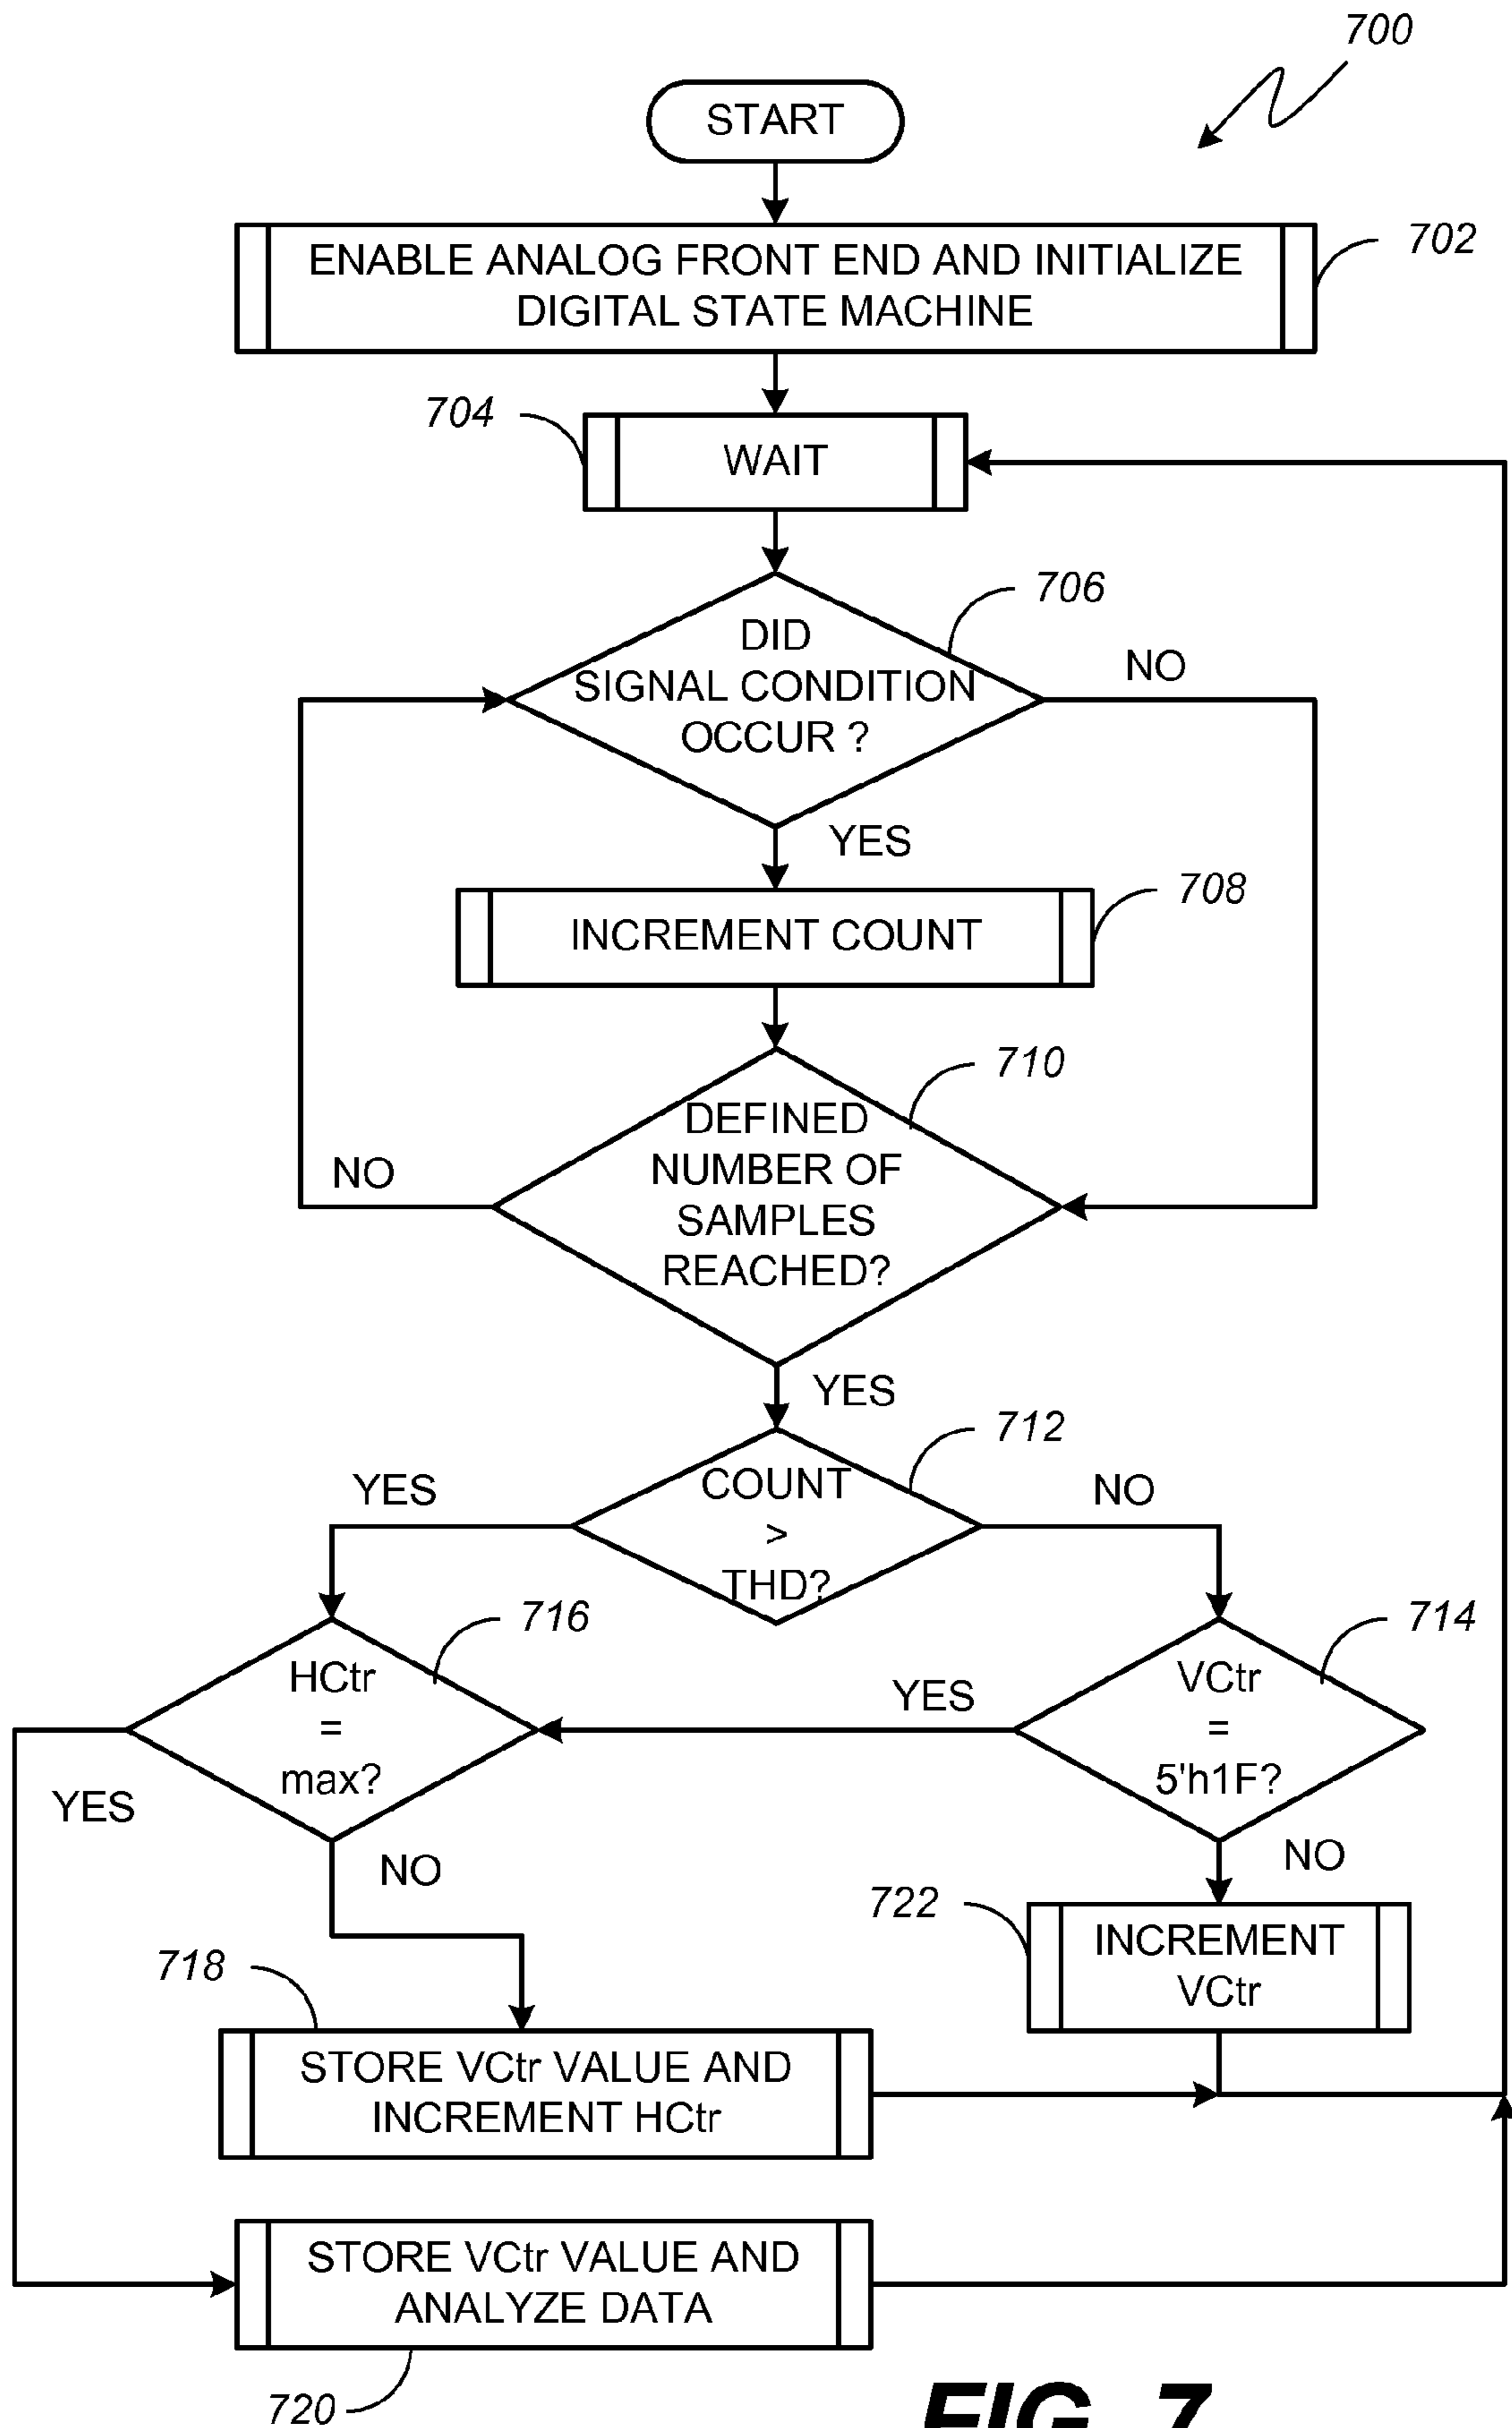 700
START
ENABLE ANALOG FRONT END AND INITIALIZE
DIGITAL STATE MACHINE
702
704
WAIT
706
DID
SIGNAL CONDITION
OCCUR ?
NO
YES
708
INCREMENT COUNT
710
DEFINED
NUMBER OF
SAMPLES
REACHED?
NO
YES
712
COUNT
>
THD?
YES
NO
716
HCtr
=
max?
YES
NO
714
VCtr
=
5'h1F?
YES
NO
722
INCREMENT
VCtr
718
STORE VCtr VALUE AND
INCREMENT HCtr
STORE VCtr VALUE AND
ANALYZE DATA
720
FIG. 7